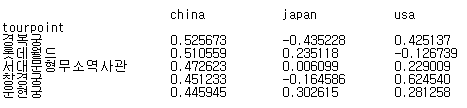 china japan usa
tourpoint
경복궁 0.525673 -0.435228 0.425137
롯데월드 0.510559 0.235118 -0.126739
서대문형무소역사관 0.472623 0.006099 0.229009
창경궁 0.451233 -0.164586 0.624540
운현궁 0.445945 0.302615 0.281258